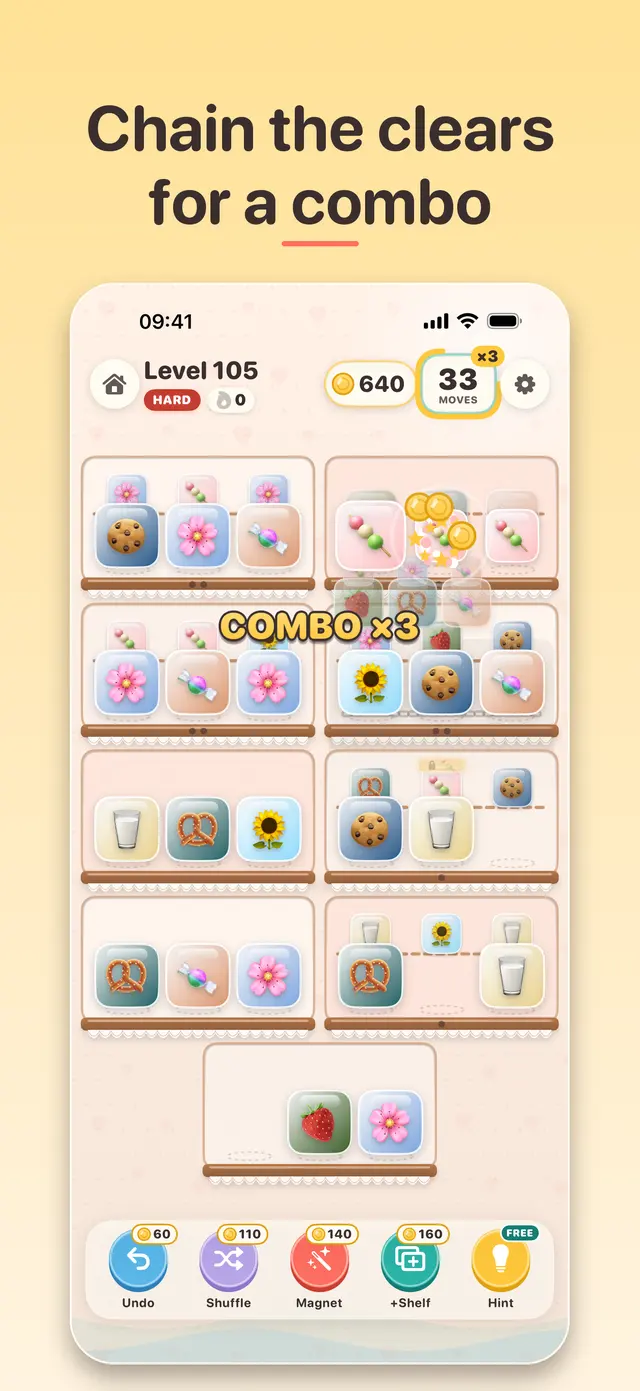 Chain the clears
for a combo
09:41
Level 105
HARD
0
640
33
MOVES
×3
COMBO ×3
60
110
140
160
FREE
Undo
Shuffle
Magnet
+Shelf
Hint